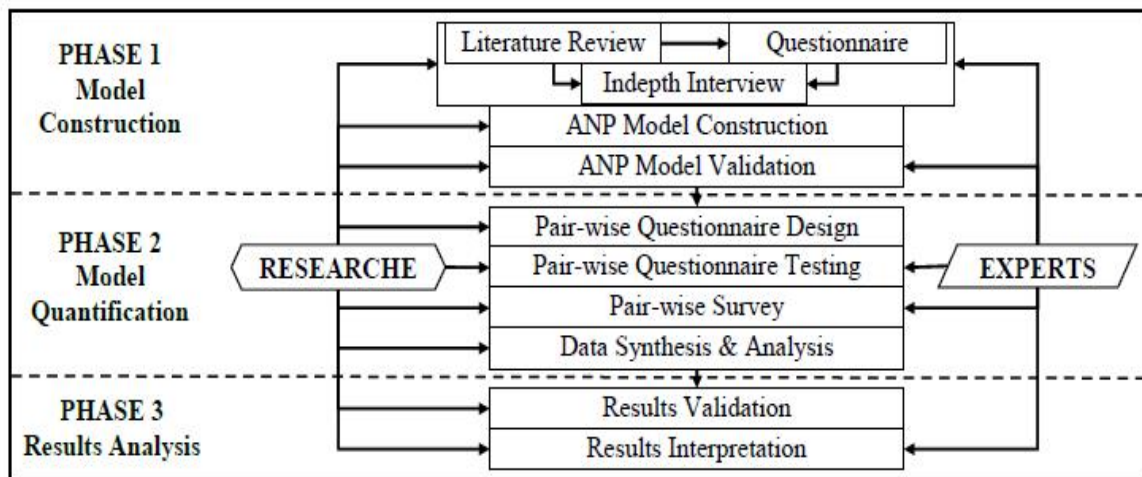 PHASE 1
Model
Construction
Literature Review
Questionnaire
Indepth Interview
ANP Model Construction
ANP Model Validation
PHASE 2
Model
Quantification
RESEARCHE
Pair-wise Questionnaire Design
Pair-wise Questionnaire Testing
Pair-wise Survey
Data Synthesis & Analysis
EXPERTS
PHASE 3
Results Analysis
Results Validation
Results Interpretation